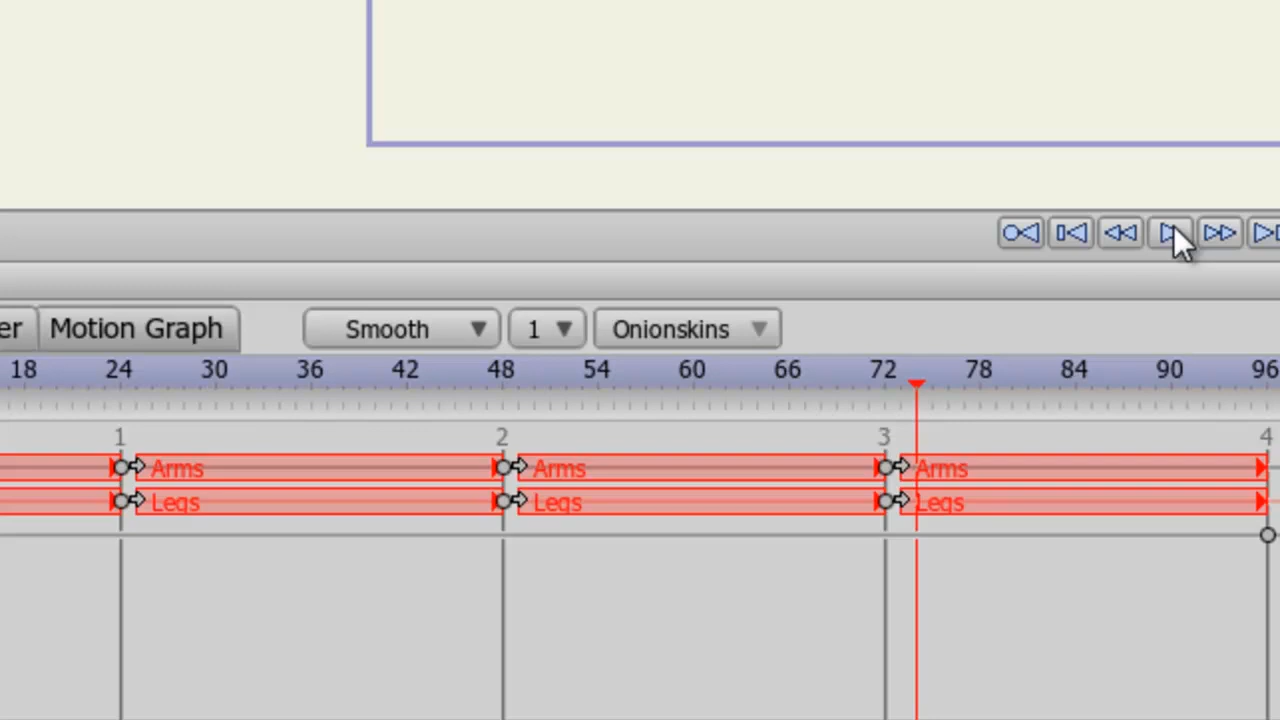 er Motion Graph Smooth 1 Onionskins
18 24 30 36 42 48 54 60 66 72 78 84 90 96
1 2 3 4
Arms Arms Arms
Legs Legs Legs